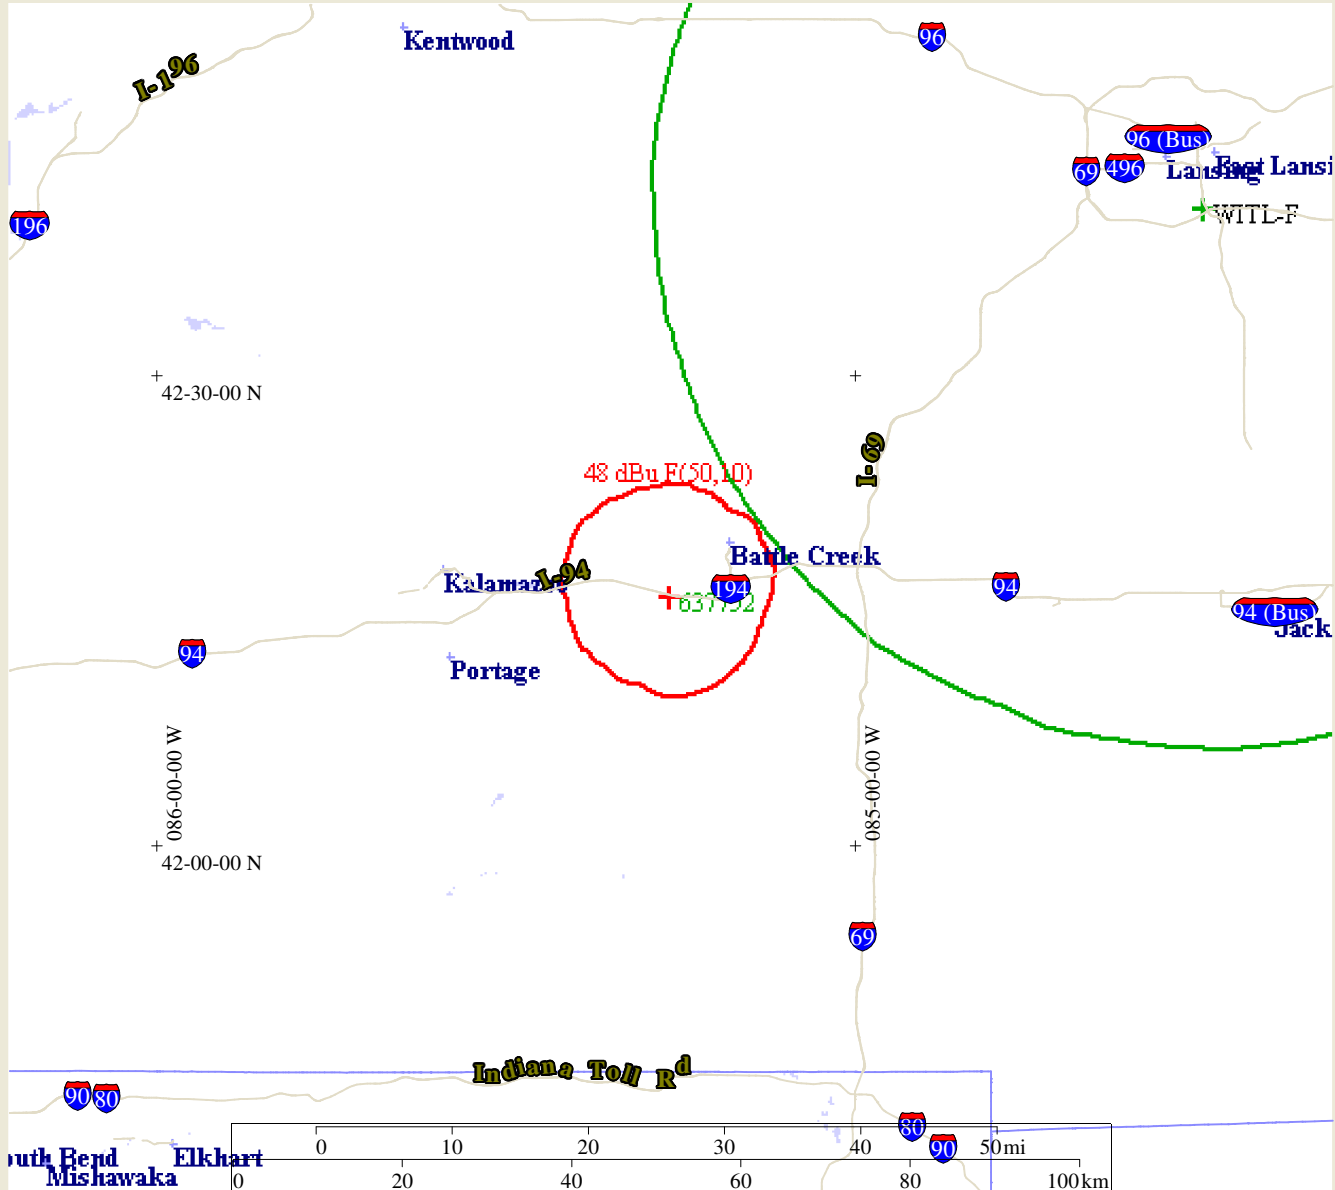 Kentwood
96
I-196
96 (Bus)
69
496
Lansing
East Lansi
196
WITL-F
42-30-00 N
I-69
48 dBu F(50,10)
Battle Creek
I-94
194
94
94 (Bus)
Jack
94
Portage
086-00-00 W
085-00-00 W
42-00-00 N
69
Indiana Toll Rd
90
80
80
90
0 10 20 30 40 50mi
outh Bend
Elkhart
Mishawaka
0 20 40 60 80 100km